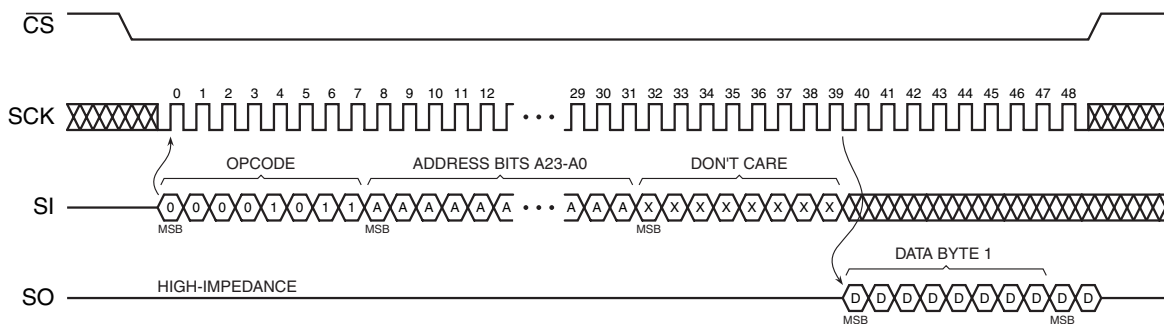 CS
SCK
0 1 2 3 4 5 6 7 8 9 10 11 12 29 30 31 32 33 34 35 36 37 38 39 40 41 42 43 44 45 46 47 48
• • •
OPCODE ADDRESS BITS A23-A0 DON'T CARE
SI
0 0 0 0 1 0 1 1 A A A A A A • • • A A A X X X X X X X X
MSB MSB MSB
DATA BYTE 1
SO
HIGH-IMPEDANCE
D D D D D D D D D D
MSB MSB